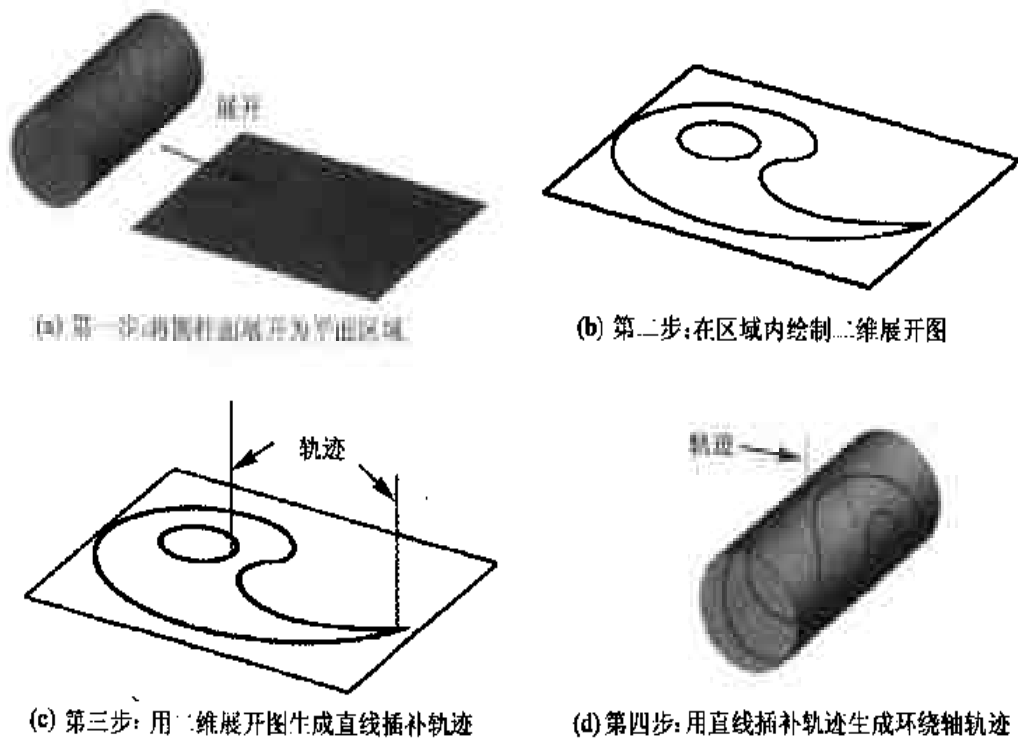 展开
(a) 第一步:将圆柱面展开为平面区域
(b) 第二步:在区域内绘制二维展开图
轨迹
(c) 第三步:用二维展开图生成直线插补轨迹
轨迹
(d) 第四步:用直线插补轨迹生成环绕轴轨迹